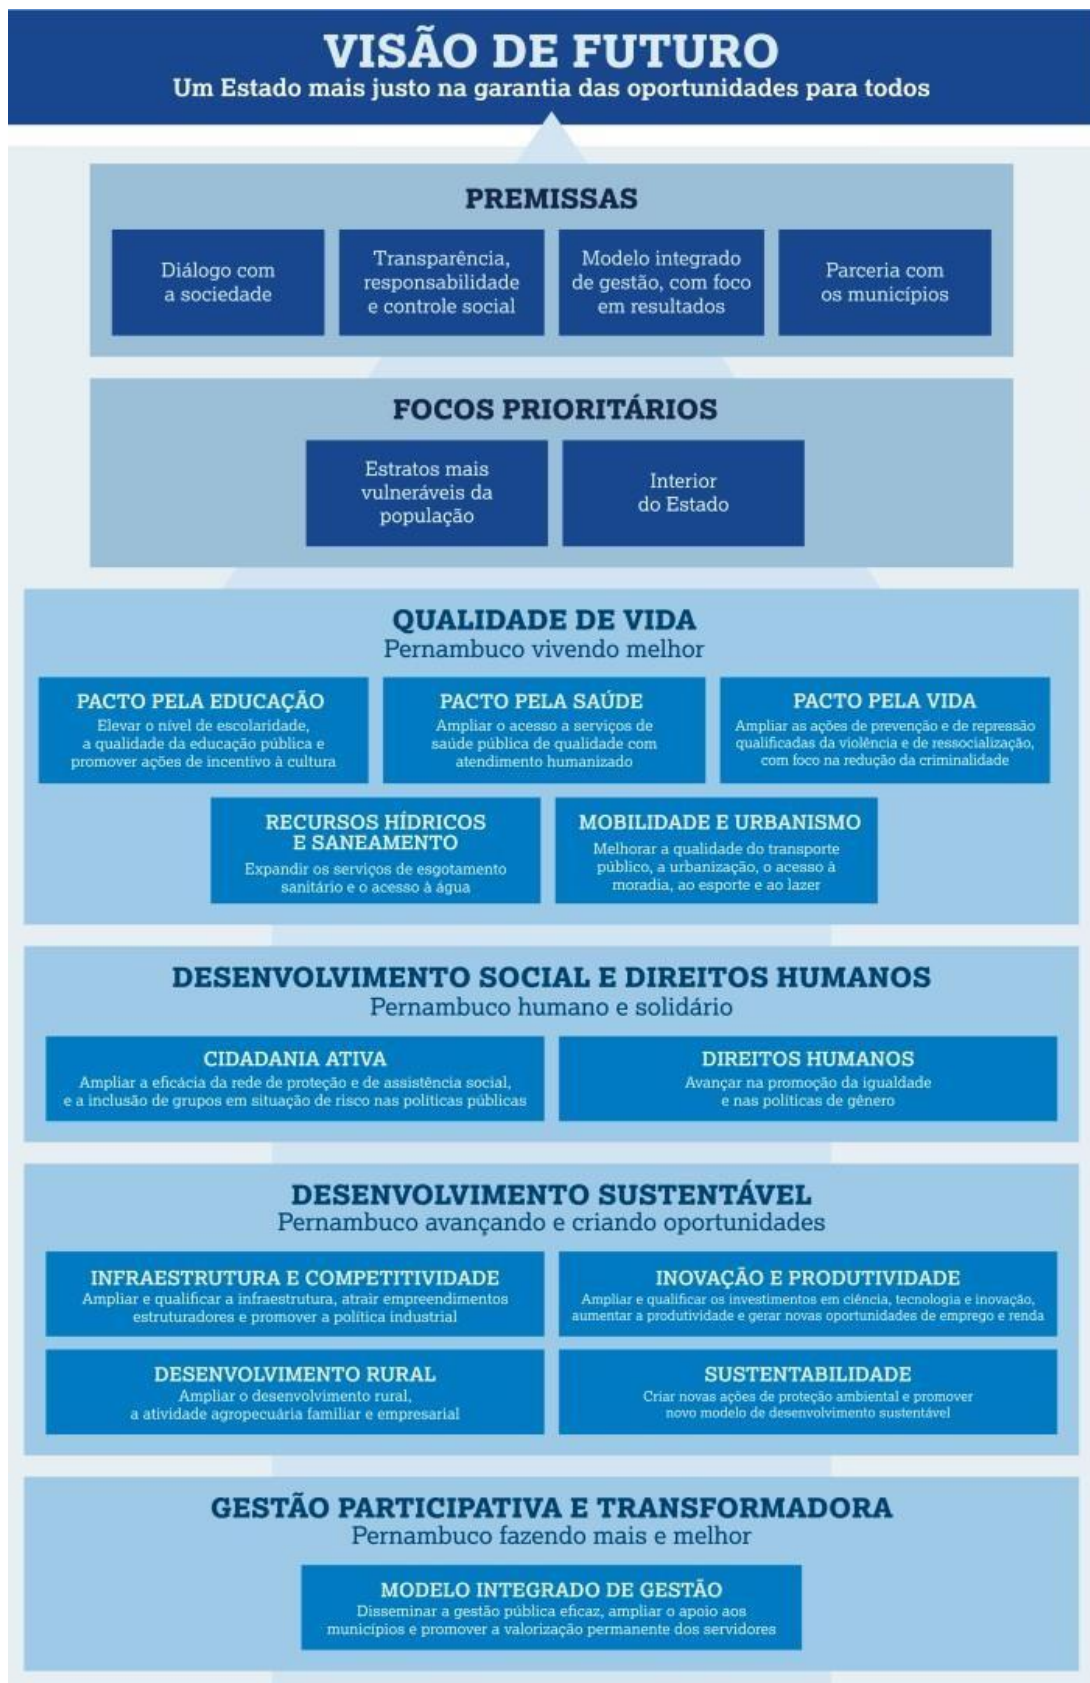 VISÃO DE FUTURO
Um Estado mais justo na garantia das oportunidades para todos
PREMISSAS
Diálogo com
a sociedade
Transparência,
responsabilidade
e controle social
Modelo integrado
de gestão, com foco
em resultados
Parceria com
os municípios
FOCOS PRIORITÁRIOS
Estratos mais
vulneráveis da
população
Interior
do Estado
QUALIDADE DE VIDA
Pernambuco vivendo melhor
PACTO PELA EDUCAÇÃO
Elevar o nível de escolaridade,
a qualidade da educação pública e
promover ações de incentivo à cultura
PACTO PELA SAÚDE
Ampliar o acesso a serviços de
saúde pública de qualidade com
atendimento humanizado
PACTO PELA VIDA
Ampliar as ações de prevenção e de repressão
qualificadas da violência e de ressocialização,
com foco na redução da criminalidade
RECURSOS HÍDRICOS
E SANEAMENTO
Expandir os serviços de esgotamento
sanitário e o acesso à água
MOBILIDADE E URBANISMO
Melhorar a qualidade do transporte
público, a urbanização, o acesso à
moradia, ao esporte e ao lazer
DESENVOLVIMENTO SOCIAL E DIREITOS HUMANOS
Pernambuco humano e solidário
CIDADANIA ATIVA
Ampliar a eficácia da rede de proteção e de assistência social,
e a inclusão de grupos em situação de risco nas políticas públicas
DIREITOS HUMANOS
Avançar na promoção da igualdade
e nas políticas de gênero
DESENVOLVIMENTO SUSTENTÁVEL
Pernambuco avançando e criando oportunidades
INFRAESTRUTURA E COMPETITIVIDADE
Ampliar e qualificar a infraestrutura, atrair empreendimentos
estruturadores e promover a política industrial
INOVAÇÃO E PRODUTIVIDADE
Ampliar e qualificar os investimentos em ciência, tecnologia e inovação,
aumentar a produtividade e gerar novas oportunidades de emprego e renda
DESENVOLVIMENTO RURAL
Ampliar o desenvolvimento rural,
a atividade agropecuária familiar e empresarial
SUSTENTABILIDADE
Criar novas ações de proteção ambiental e promover
novo modelo de desenvolvimento sustentável
GESTÃO PARTICIPATIVA E TRANSFORMADORA
Pernambuco fazendo mais e melhor
MODELO INTEGRADO DE GESTÃO
Disseminar a gestão pública eficaz, ampliar o apoio aos
municípios e promover a valorização permanente dos servidores